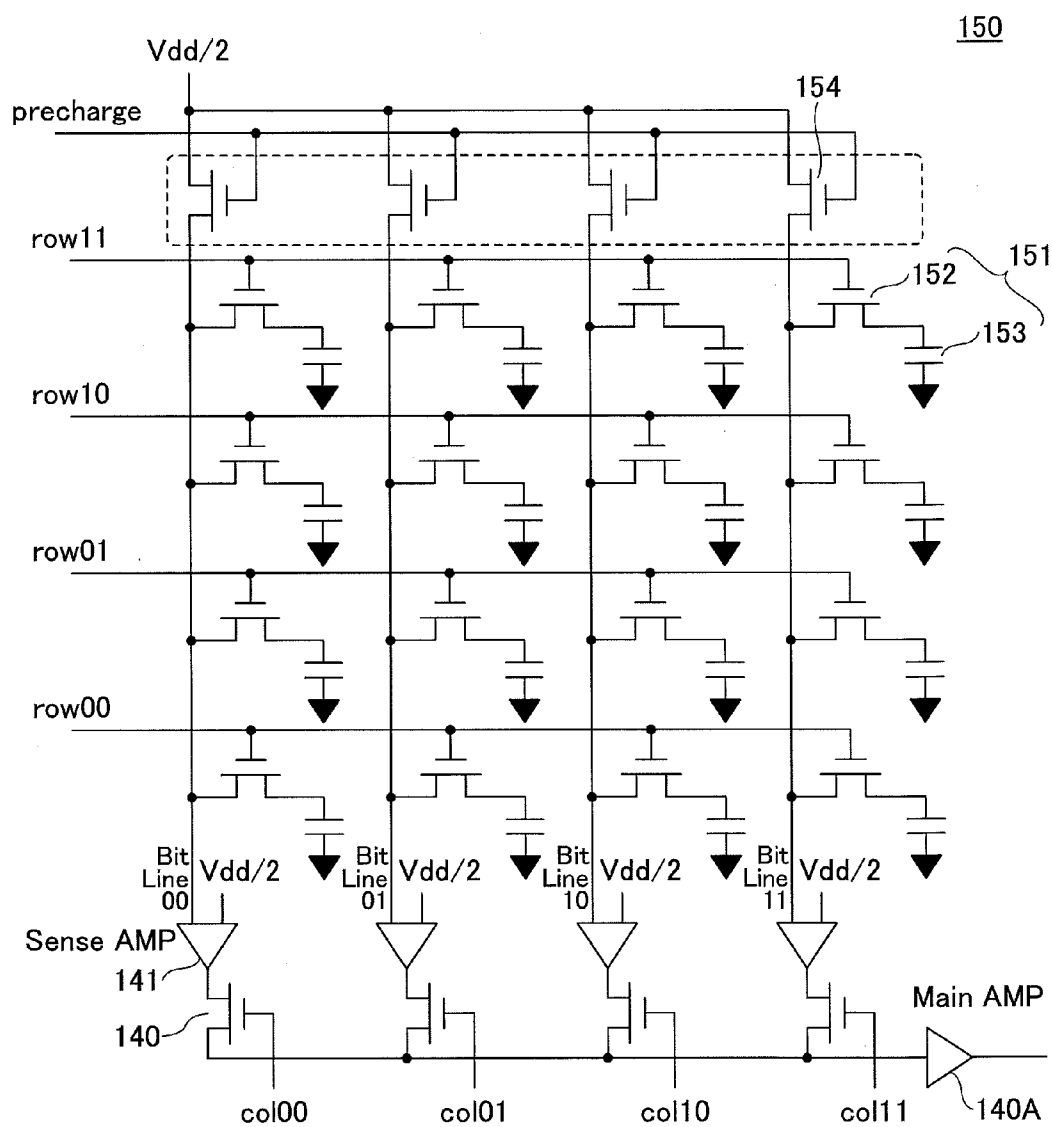 150
Vdd/2
154
precharge
row11
151
152
153
row10
row01
row00
Bit
Line
00
Vdd/2
Bit
Line
01
Vdd/2
Bit
Line
10
Vdd/2
Bit
Line
11
Vdd/2
Sense AMP
141
140
Main AMP
col00
col01
col10
col11
140A